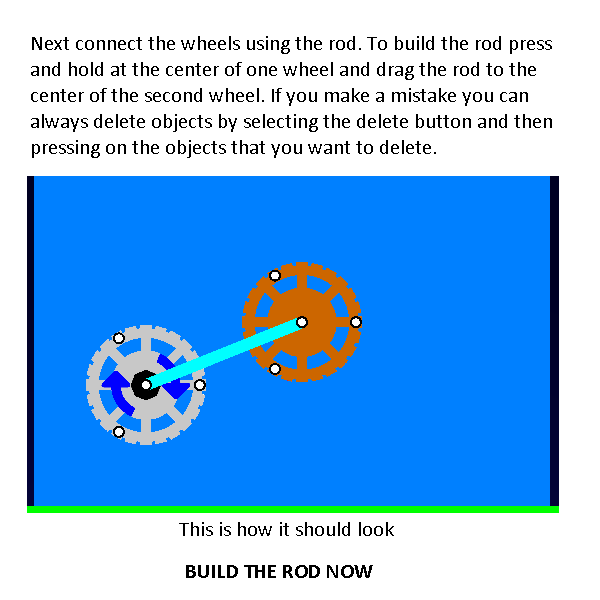 Next connect the wheels using the rod. To build the rod press
and hold at the center of one wheel and drag the rod to the
center of the second wheel. If you make a mistake you can
always delete objects by selecting the delete button and then
pressing on the objects that you want to delete.
This is how it should look
BUILD THE ROD NOW